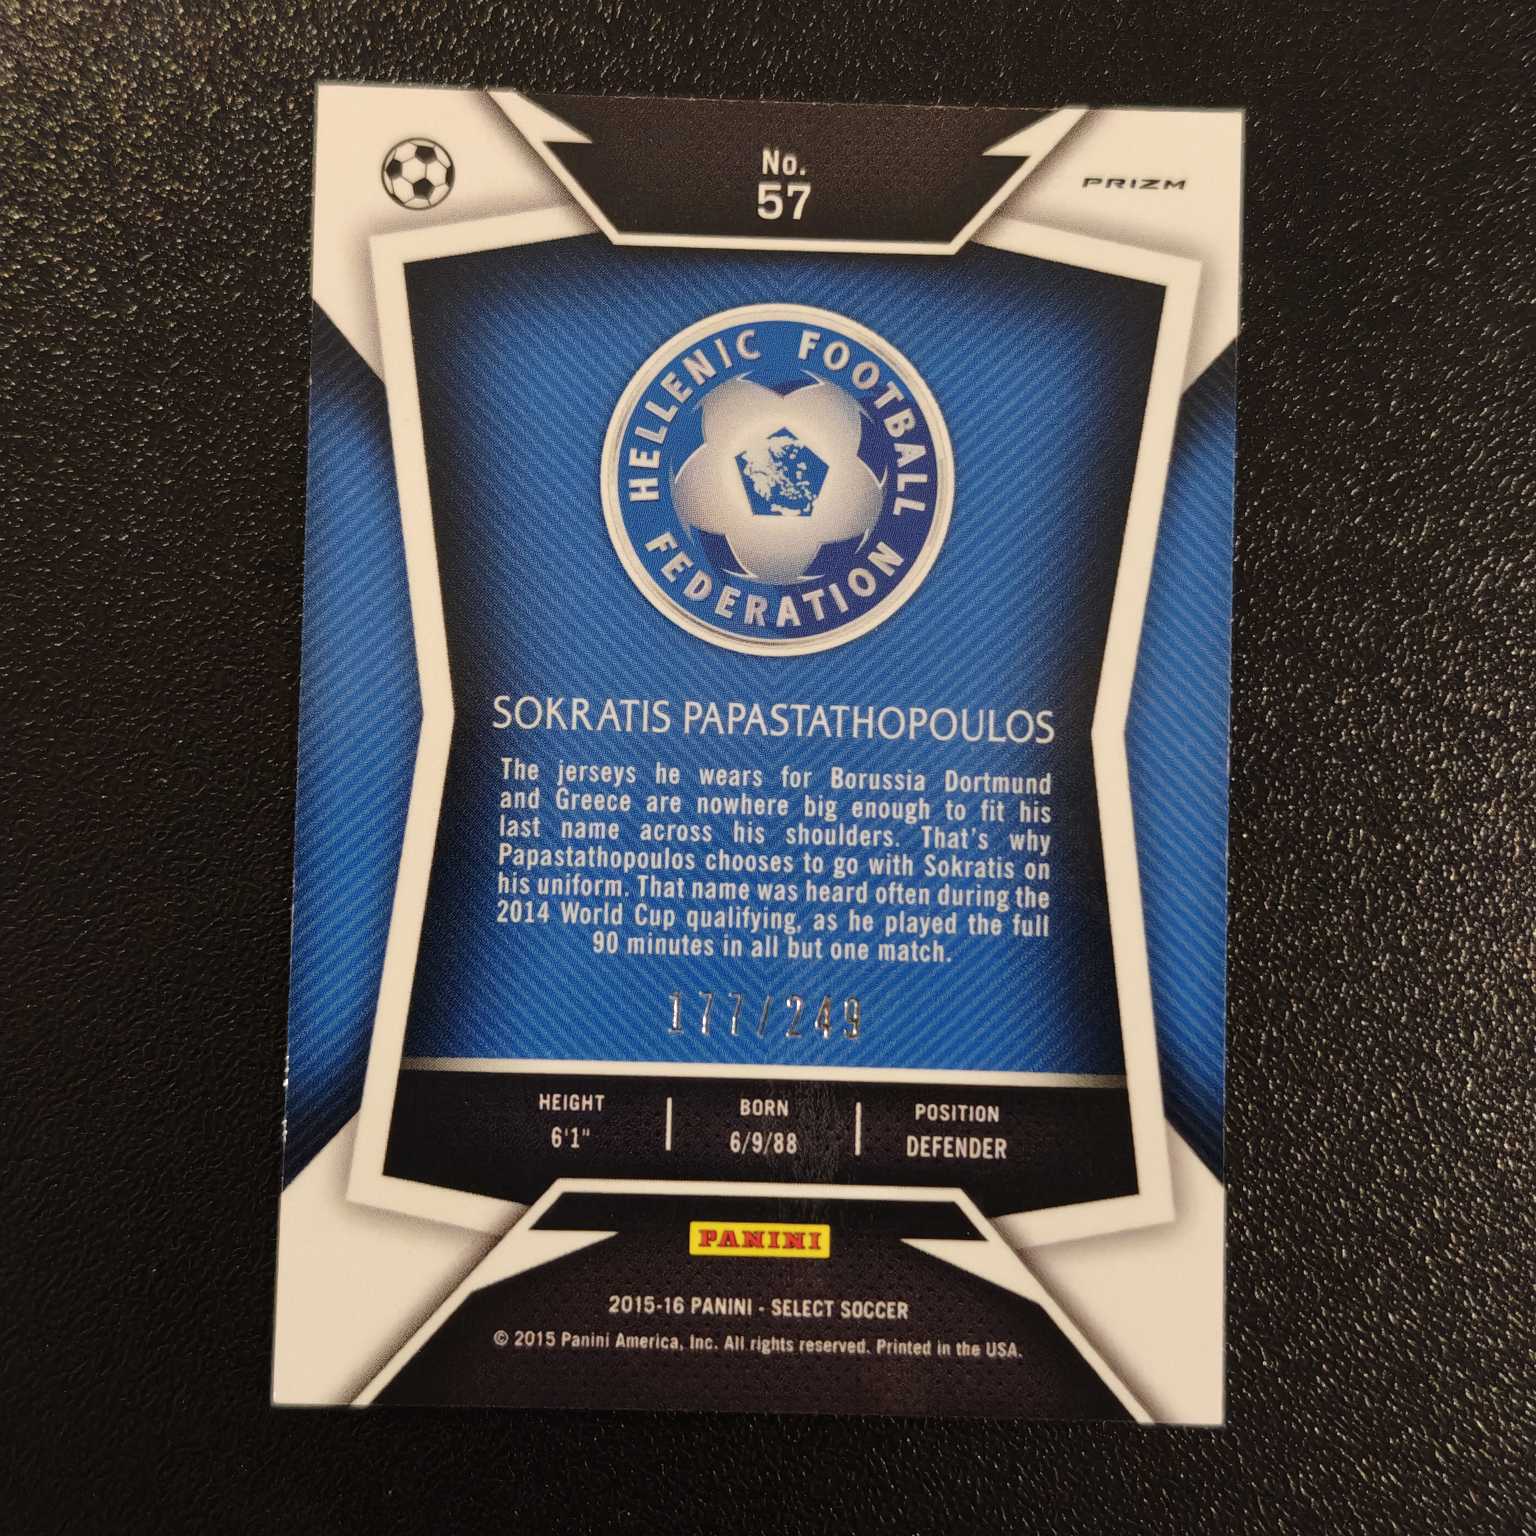 No.
57
PRIZM
HELLENIC FOOTBALL
FEDERATION
SOKRATIS PAPASTATHOPOULOS
The jerseys he wears for Borussia Dortmund
and Greece are nowhere big enough to fit his
last name across his shoulders. That's why
Papastathopoulos chooses to go with Sokratis on
his uniform. That name was heard often during the
2014 World Cup qualifying, as he played the full
90 minutes in all but one match.
177/249
HEIGHT BORN POSITION
6'1" 6/9/88 DEFENDER
PANINI
2015-16 PANINI - SELECT SOCCER
© 2015 Panini America, Inc. All rights reserved. Printed in the USA.